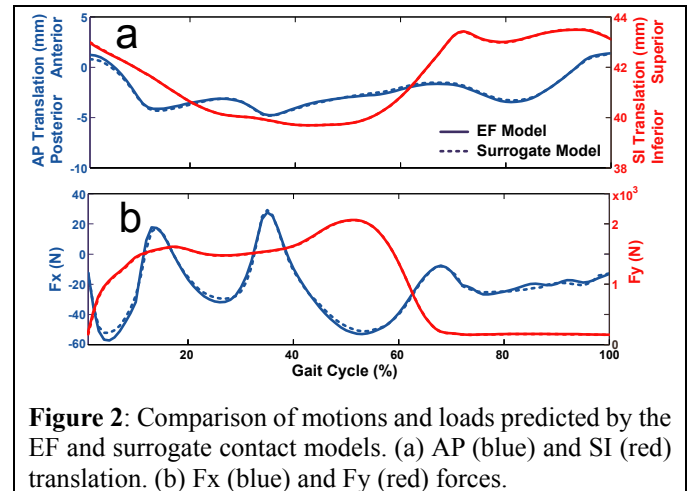 a
AP Translation (mm)
Posterior Anterior
5
0
-5
-10
44
42
40
38
SI Translation (mm)
Inferior Superior
EF Model
Surrogate Model
b
Fx (N)
40
20
0
-20
-40
-60
x10³
2
1
0
Fy (N)
20 40 60 80 100
Gait Cycle (%)
Figure 2: Comparison of motions and loads predicted by the
EF and surrogate contact models. (a) AP (blue) and SI (red)
translation. (b) Fx (blue) and Fy (red) forces.